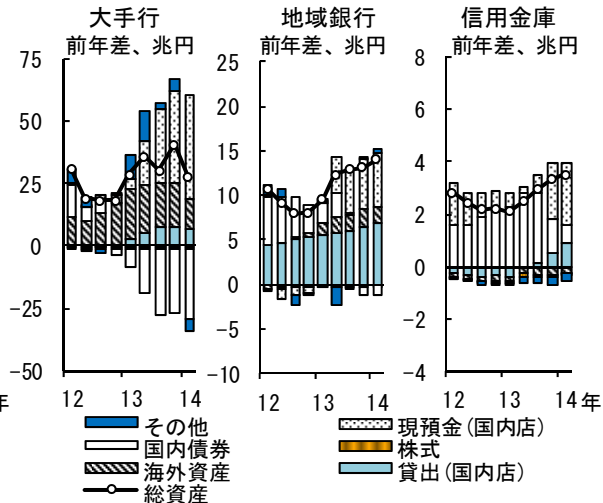 大手行 地域銀行 信用金庫
前年差、兆円 前年差、兆円 前年差、兆円
75 25 8
20 6
50 15 4
25 10 2
5
0 0 0
-25 -5 -2
-50 -10 -4
年 12 13 14 12 13 14 12 13 14 年
その他 現預金(国内店)
国内債券 株式
海外資産 貸出(国内店)
総資産